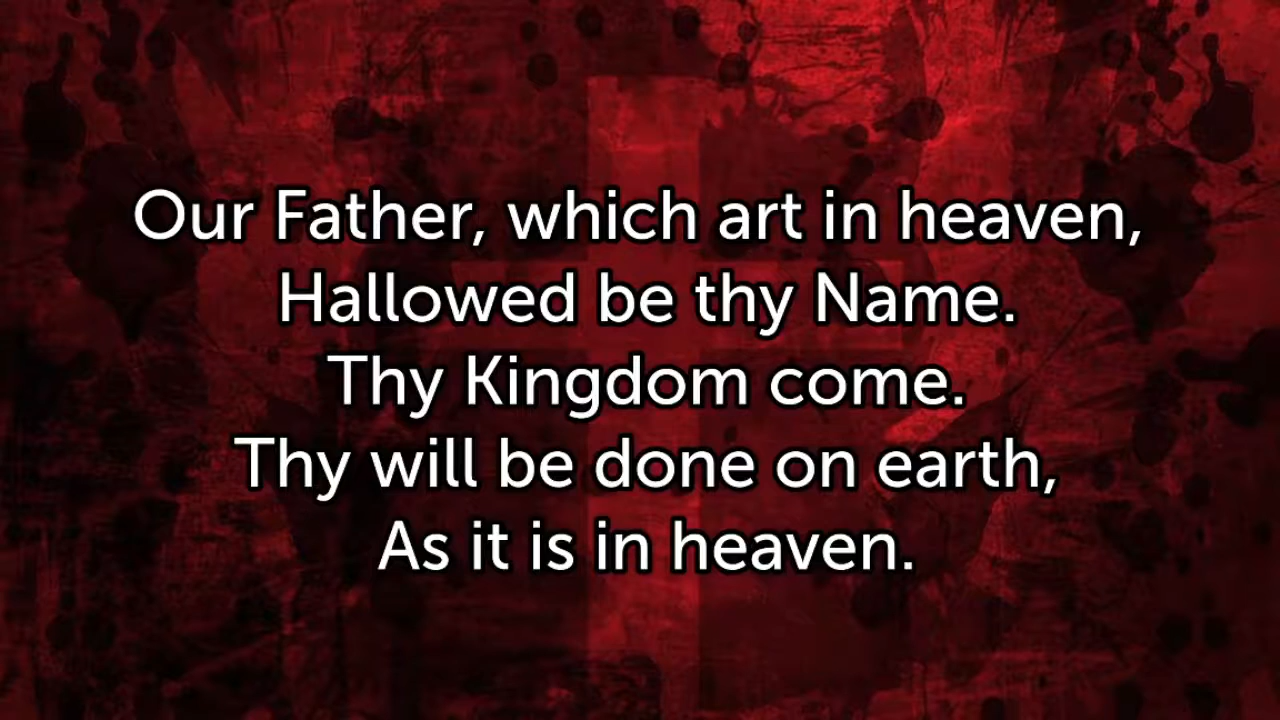 Our Father, which art in heaven,
Hallowed be thy Name.
Thy Kingdom come.
Thy will be done on earth,
As it is in heaven.